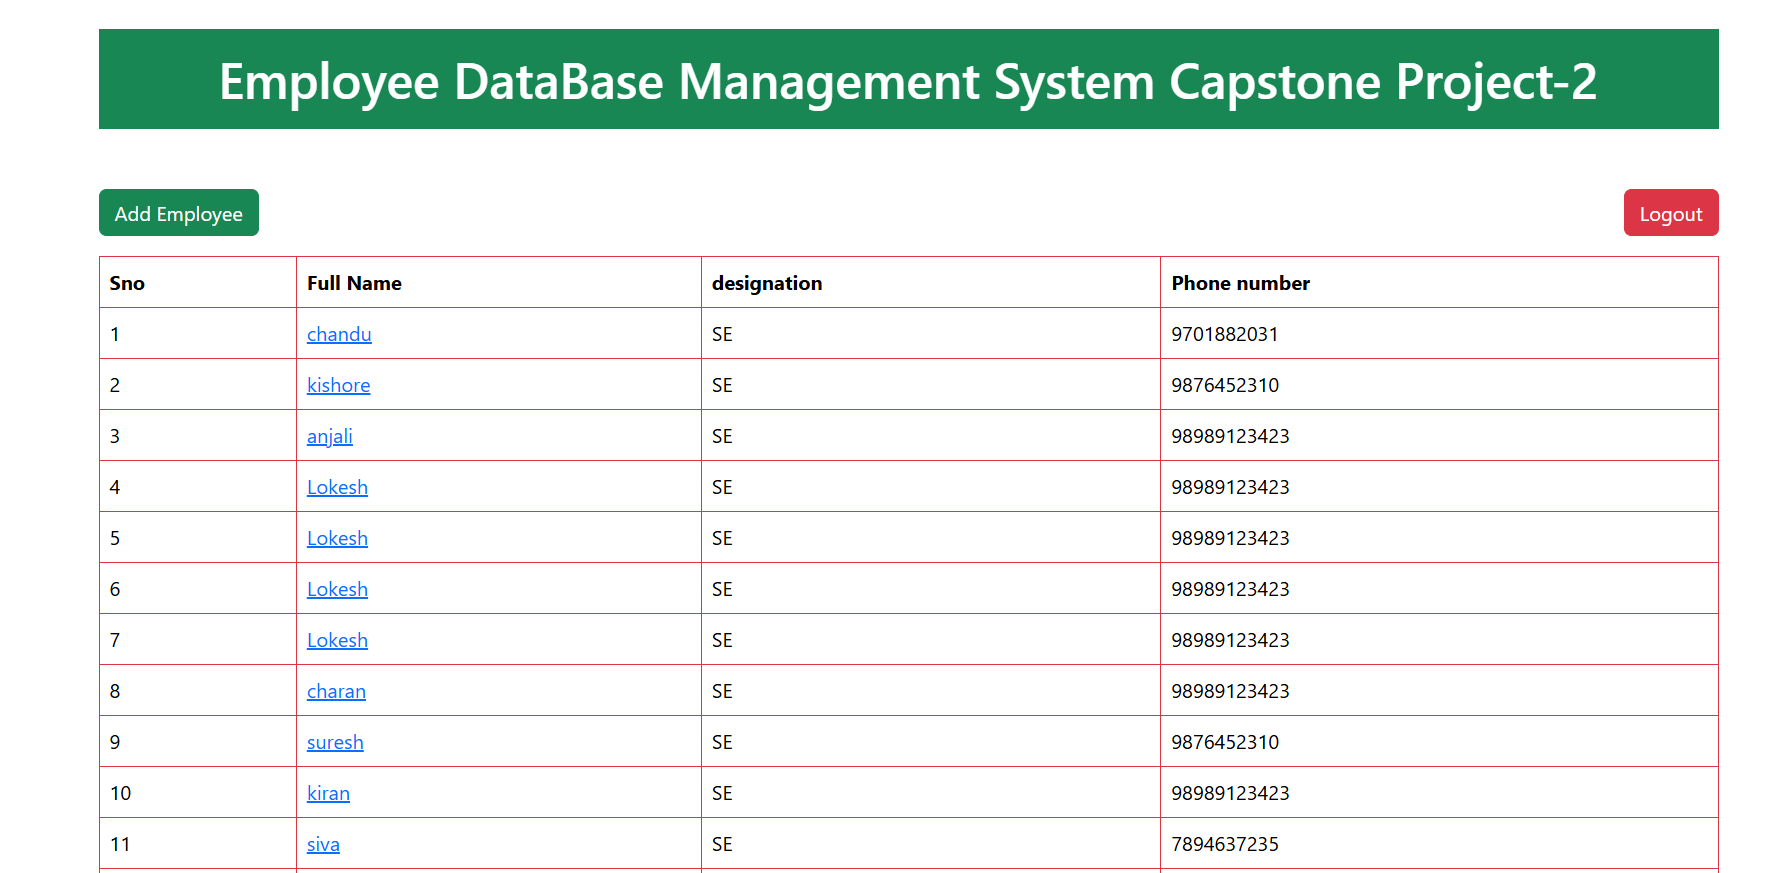 Employee DataBase Management System Capstone Project-2
Add Employee Logout
Sno Full Name designation Phone number
1 chandu SE 9701882031
2 kishore SE 9876452310
3 anjali SE 98989123423
4 Lokesh SE 98989123423
5 Lokesh SE 98989123423
6 Lokesh SE 98989123423
7 Lokesh SE 98989123423
8 charan SE 98989123423
9 suresh SE 9876452310
10 kiran SE 98989123423
11 siva SE 7894637235